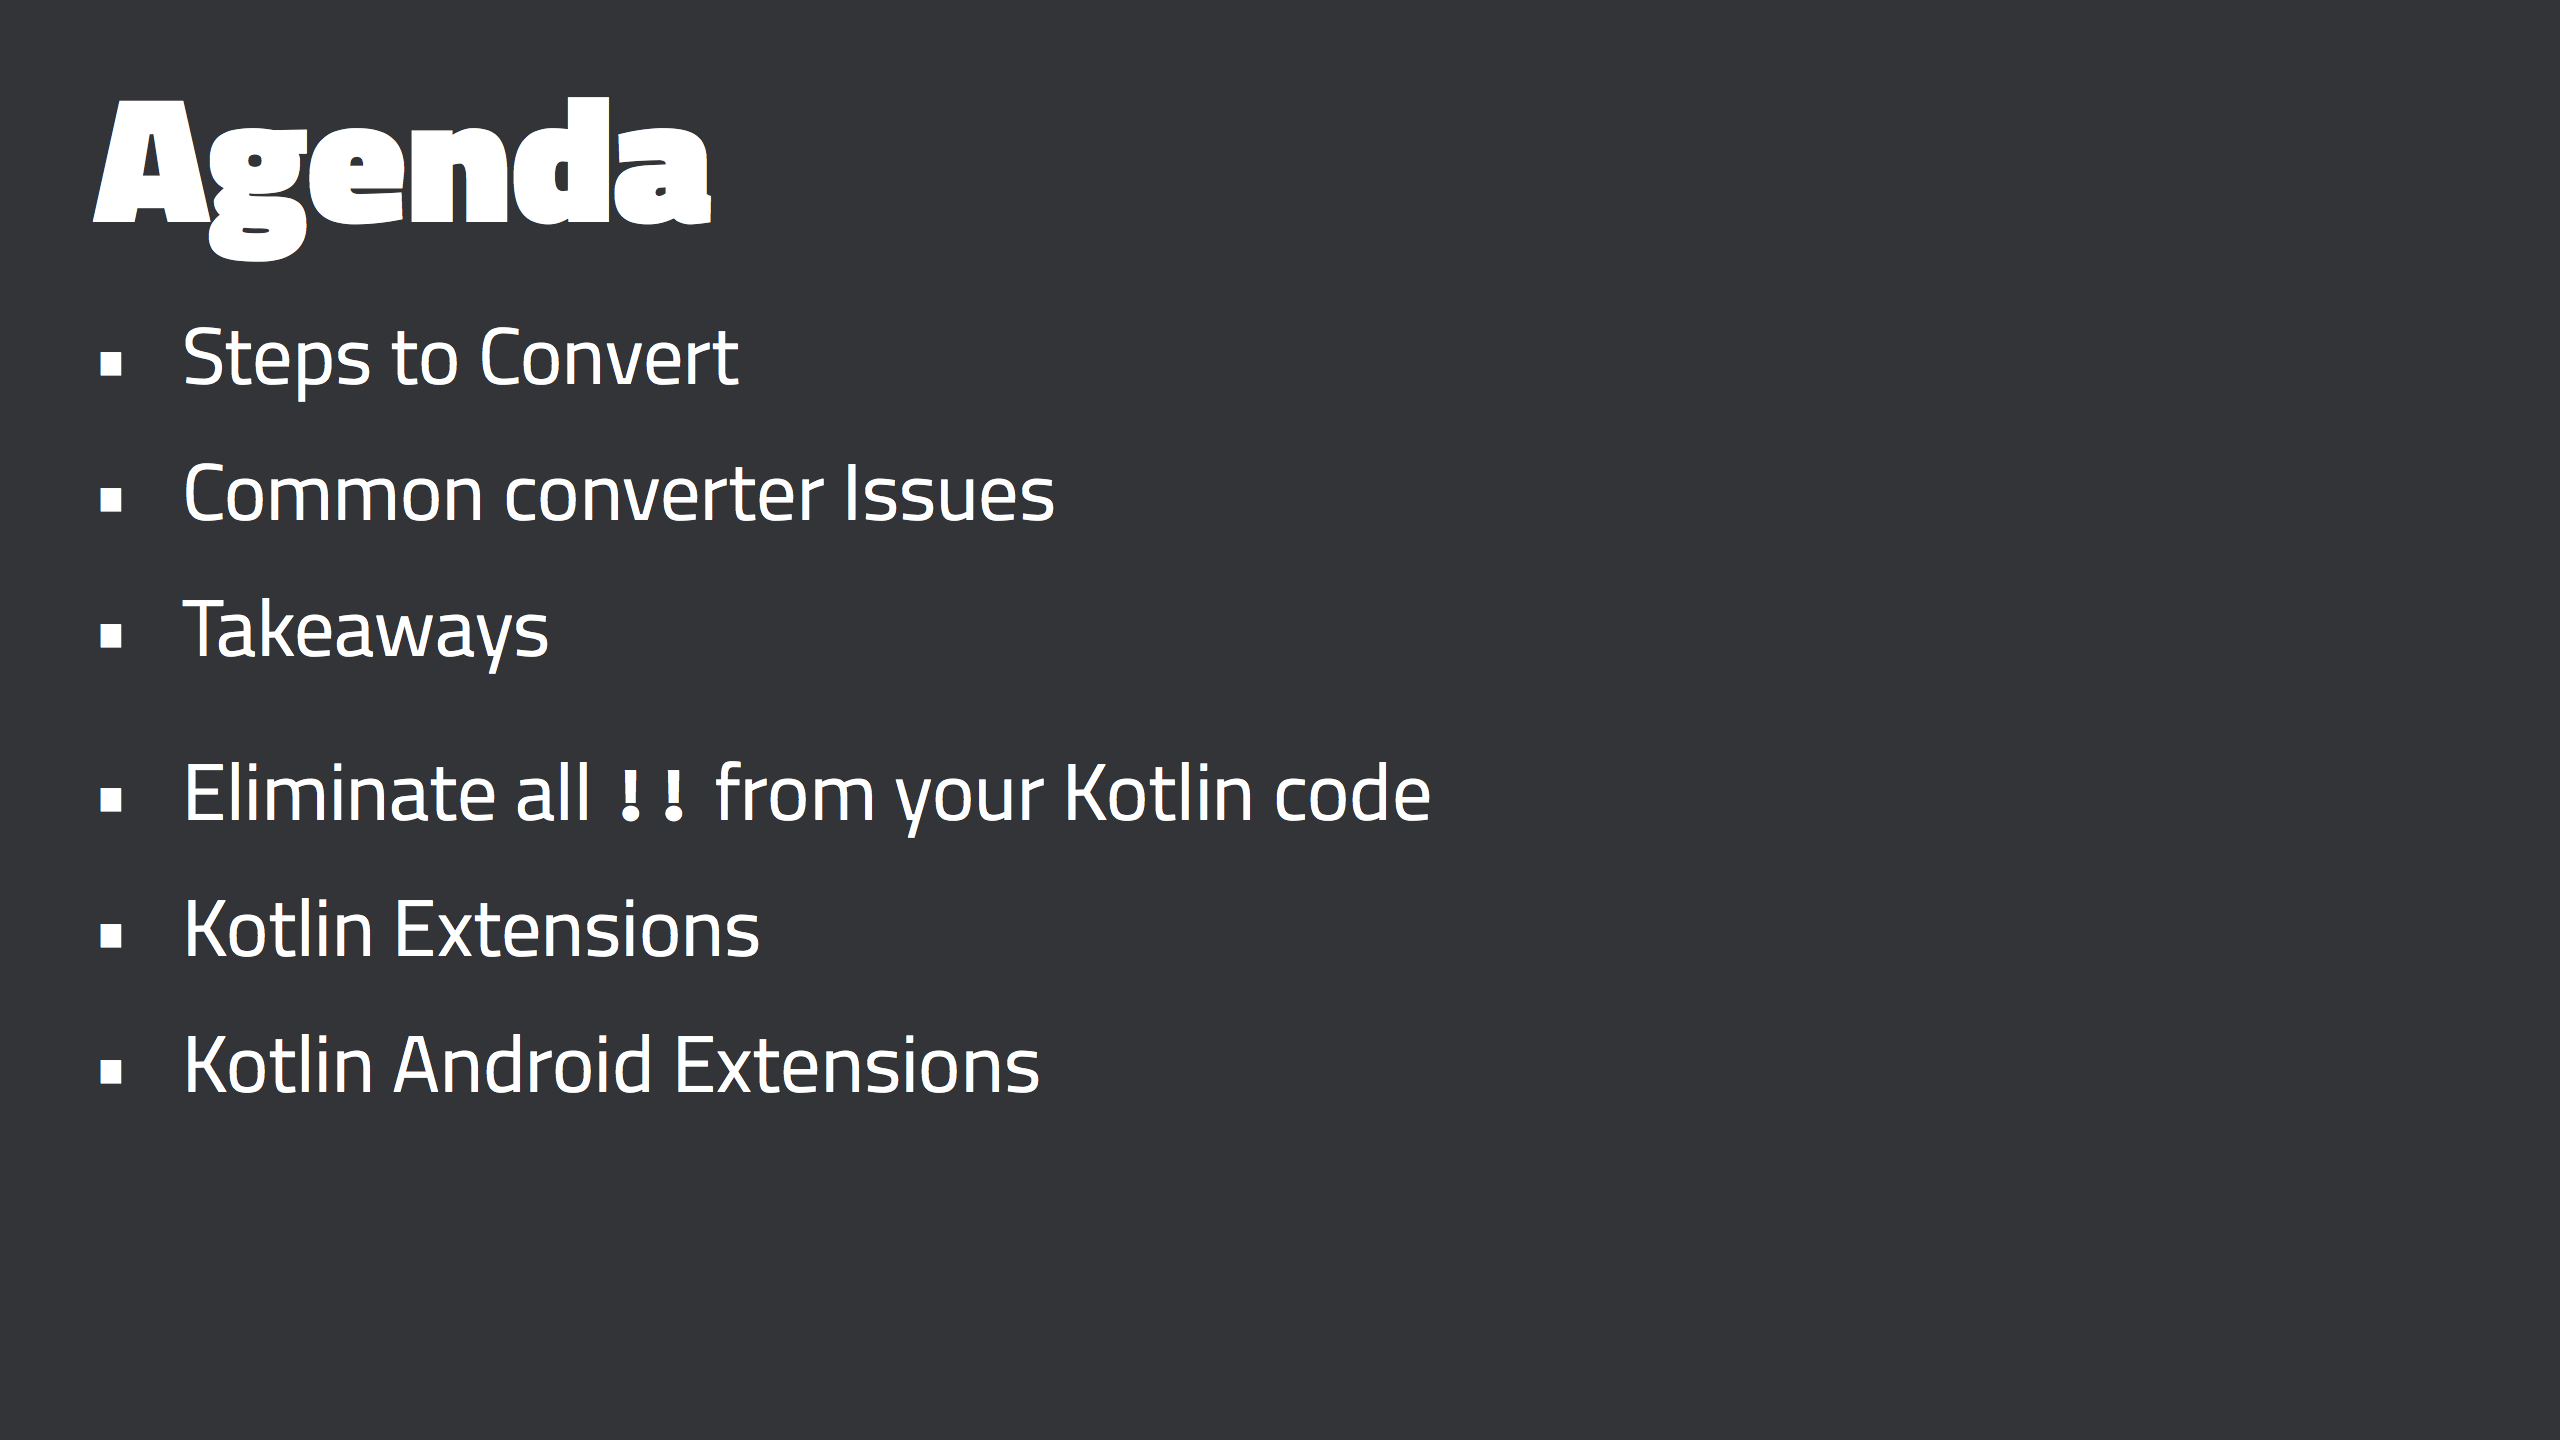 Agenda
▪ Steps to Convert
▪ Common converter Issues
▪ Takeaways
▪ Eliminate all !! from your Kotlin code
▪ Kotlin Extensions
▪ Kotlin Android Extensions